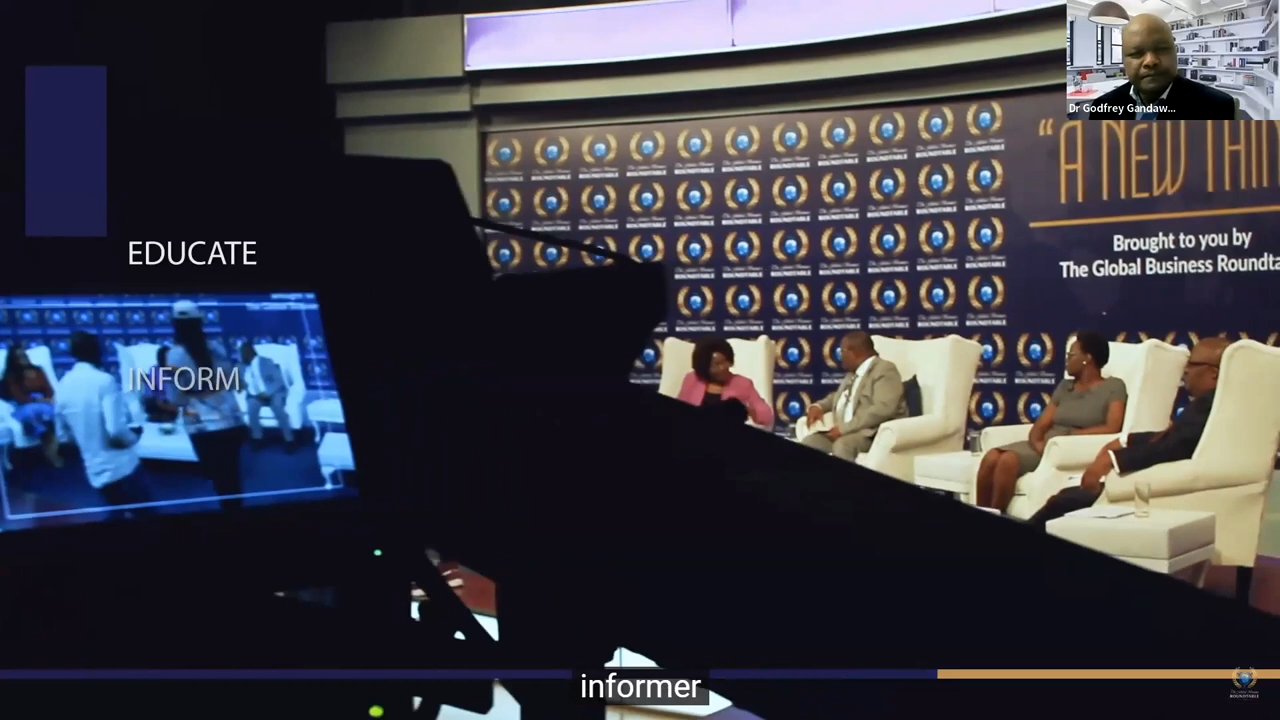 Dr Godfrey Gandaw...
"A NEW THIN
Brought to you by
The Global Business Roundta
EDUCATE
INFORM
informer